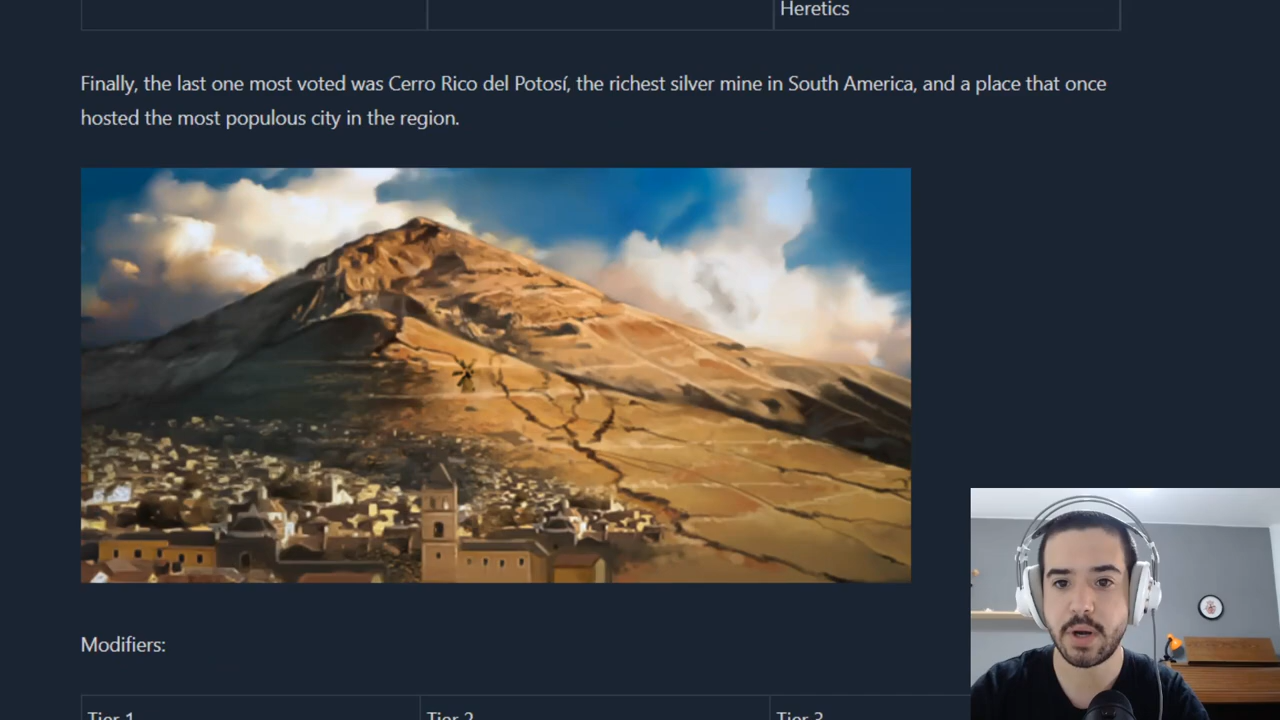 Heretics
Finally, the last one most voted was Cerro Rico del Potosí, the richest silver mine in South America, and a place that once
hosted the most populous city in the region.
Modifiers:
Tier 1
Tier 2
Tier 3